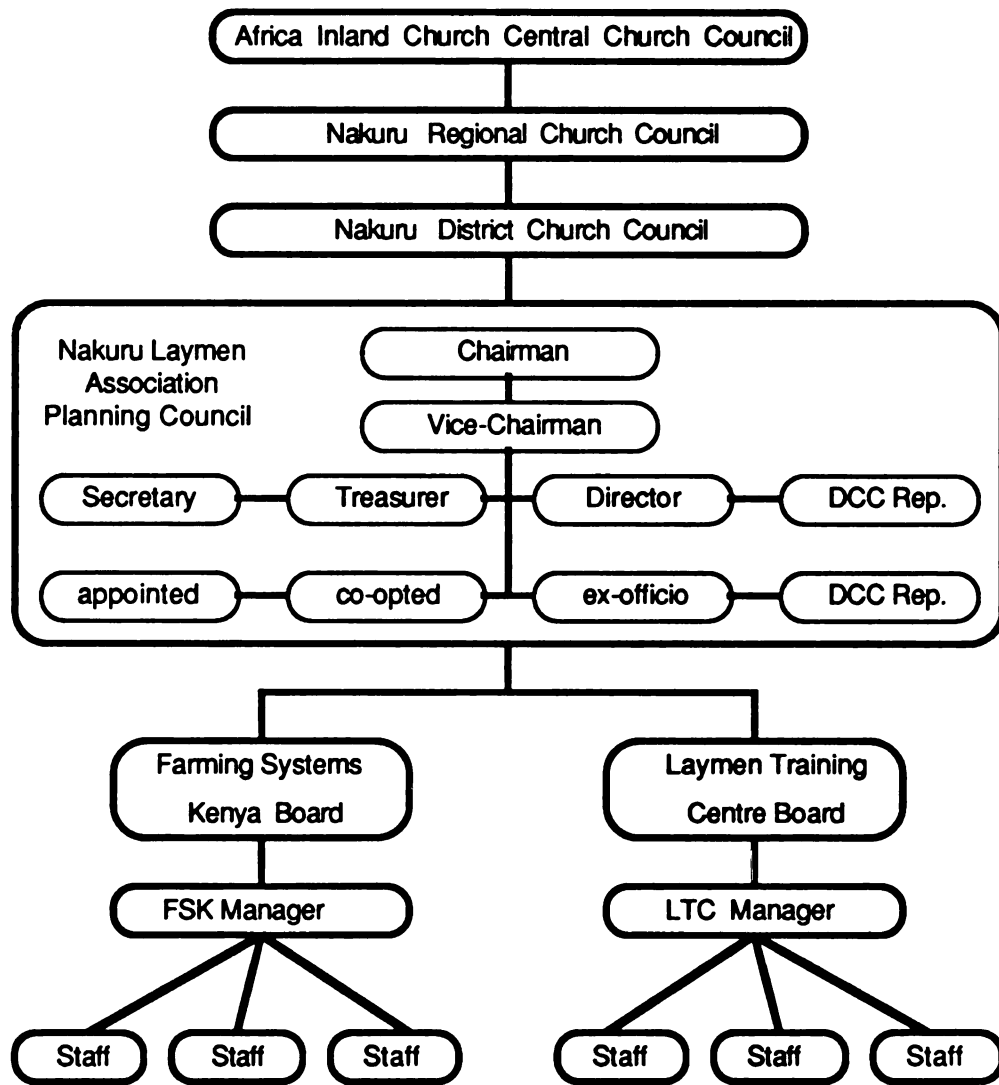 Africa Inland Church Central Church Council
Nakuru Regional Church Council
Nakuru District Church Council
Nakuru Laymen
Association
Planning Council
Chairman
Vice-Chairman
Secretary
Treasurer
Director
DCC Rep.
appointed
co-opted
ex-officio
DCC Rep.
Farming Systems
Kenya Board
Laymen Training
Centre Board
FSK Manager
LTC Manager
Staff
Staff
Staff
Staff
Staff
Staff